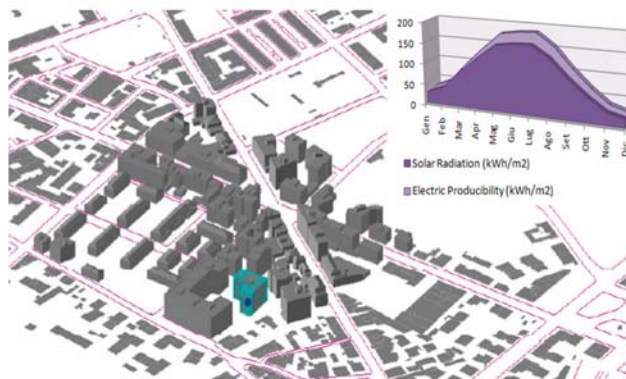 200
150
100
50
0
Gen Feb Mar Apr Mag Giu Lug Ago Set Ott Nov Dic
Solar Radiation (kWh/m2)
Electric Producibility (kWh/m2)